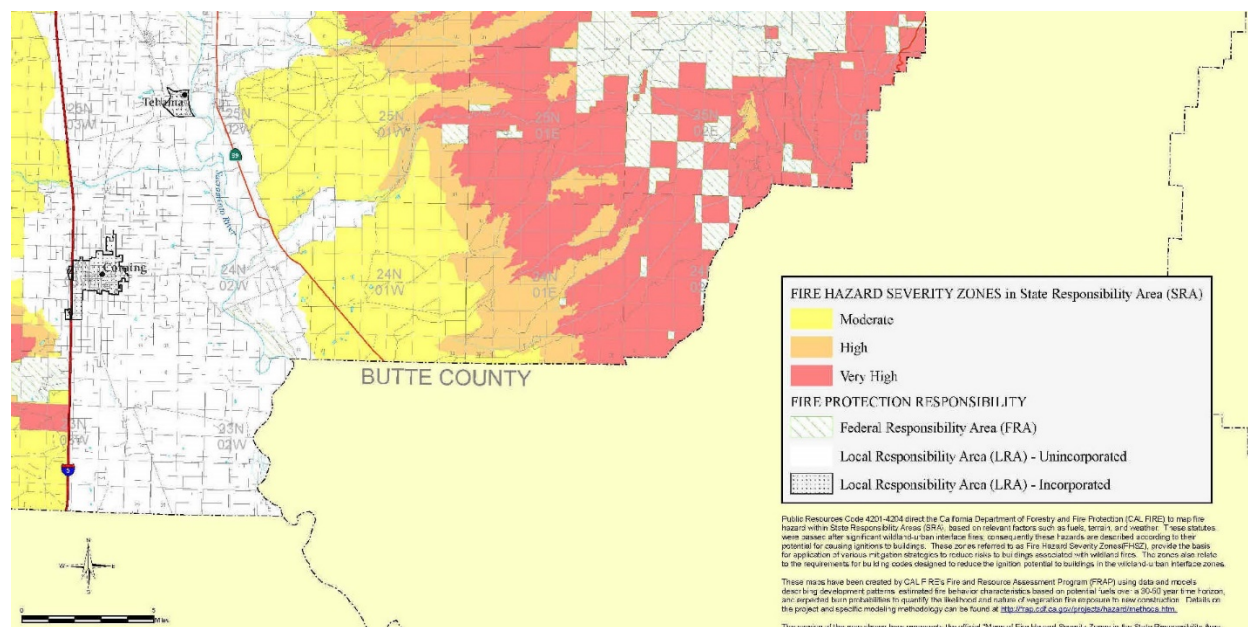 Tehama
25N
03W
25N
02W
25N
01W
25N
01E
25N
02E
99
Sacramento River
Corning
24N
02W
24N
01W
24N
01E
24N
BUTTE COUNTY
23N
03W
23N
02W
5
FIRE HAZARD SEVERITY ZONES in State Responsibility Area (SRA)
Moderate
High
Very High
FIRE PROTECTION RESPONSIBILITY
Federal Responsibility Area (FRA)
Local Responsibility Area (LRA) - Unincorporated
Local Responsibility Area (LRA) - Incorporated
Public Resources Code 4201-4204 direct the California Department of Forestry and Fire Protection (CAL FIRE) to map fire
hazard within State Responsibility Areas (SRA), based on relevant factors such as fuels, terrain, and weather. These statutes
were passed after significant wildland-urban interface fires; consequently these hazards are described according to their
potential for causing ignitions to buildings. These zones referred to as Fire Hazard Severity Zones(FHSZ), provide the basis
for application of various mitigation strategies to reduce risks to buildings associated with wildland fires. The zones also relate
to the requirements for building codes designed to reduce the ignition potential to buildings in the wildland-urban interface zones.
These maps have been created by CAL FIRE's Fire and Resource Assessment Program (FRAP) using data and models
describing development patterns, estimated fire behavior characteristics based on potential fuels over a 30-50 year time horizon,
and expected burn probabilities to quantify the likelihood and nature of vegetation fire exposure to new construction. Details on
the project and specific modeling methodology can be found at http://frap.cdf.ca.gov/projects/hazard/methods.htm.
N
W
E
S
0
5
Miles